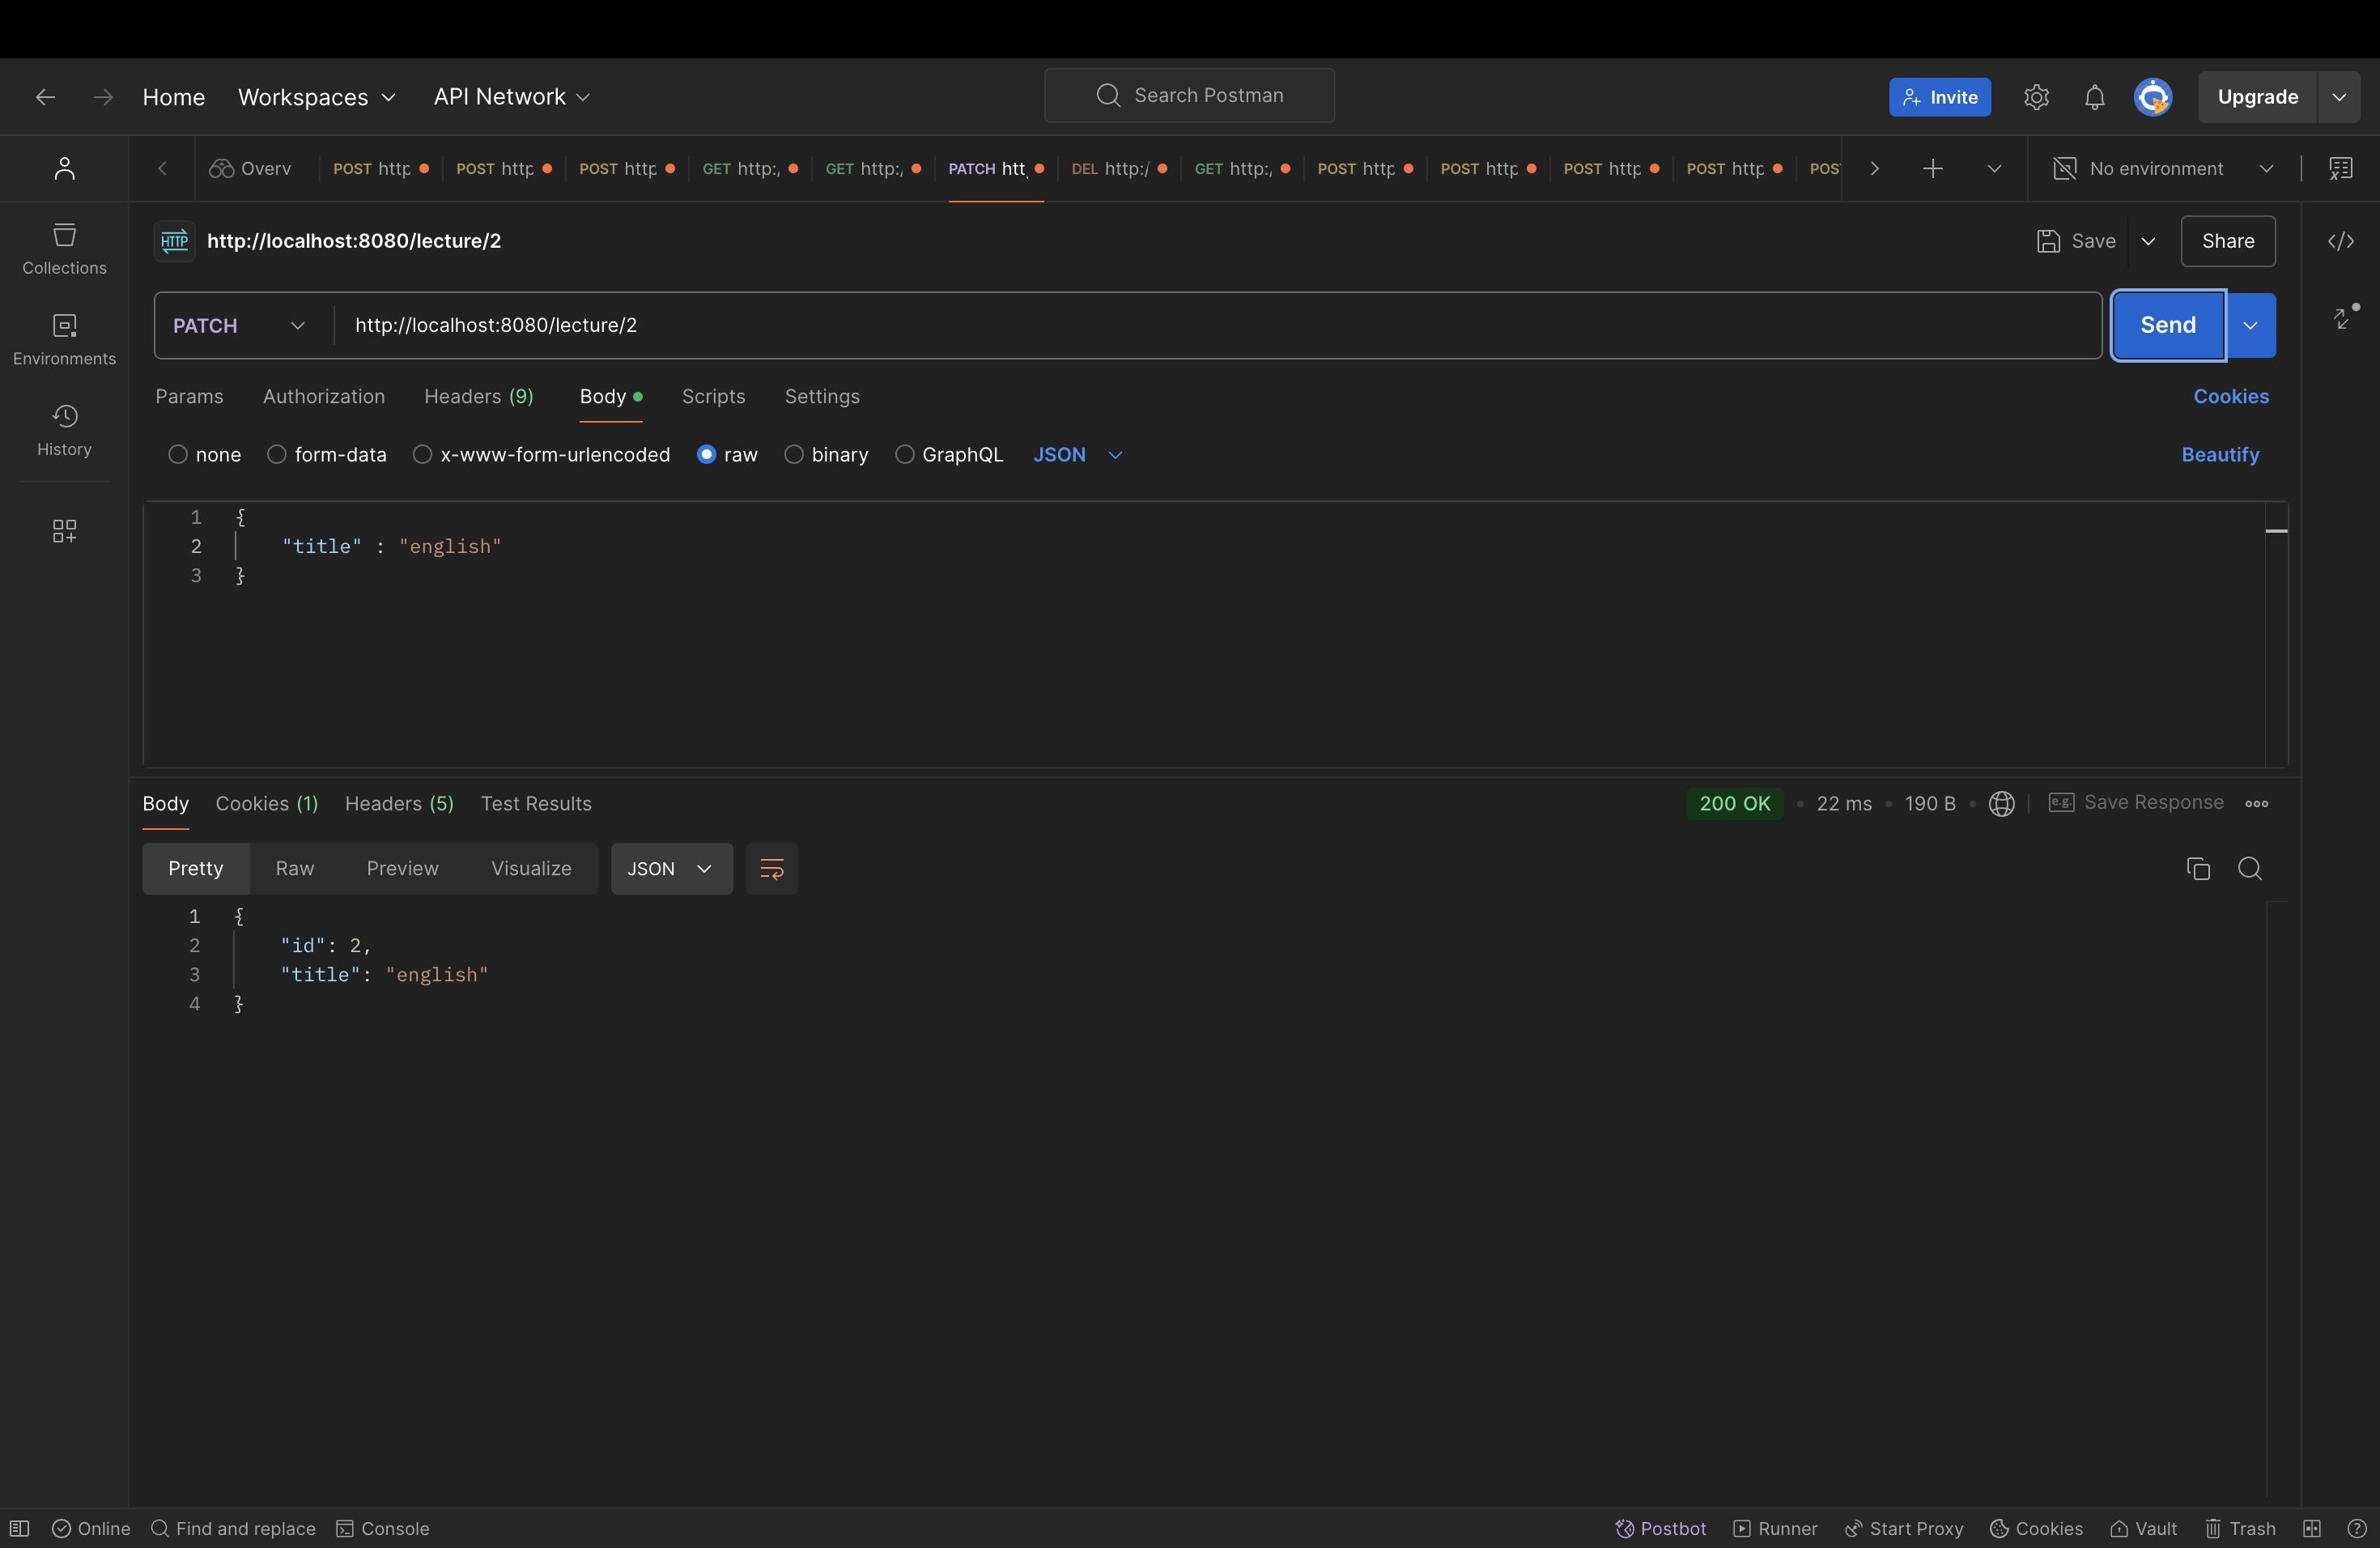 Home Workspaces API Network Search Postman Invite Upgrade
Overv POST http POST http POST http GET http:/ GET http:/ PATCH htt DEL http:/ GET http:/ POST http POST http POST http POST http POS No environment
HTTP http://localhost:8080/lecture/2 Save Share
Collections
PATCH http://localhost:8080/lecture/2 Send
Environments
Params Authorization Headers (9) Body Scripts Settings Cookies
History
none form-data x-www-form-urlencoded raw binary GraphQL JSON Beautify
1 {
2 "title" : "english"
3 }
Body Cookies (1) Headers (5) Test Results 200 OK 22 ms 190 B e.g. Save Response
Pretty Raw Preview Visualize JSON
1 {
2 "id": 2,
3 "title": "english"
4 }
Online Find and replace Console Postbot Runner Start Proxy Cookies Vault Trash